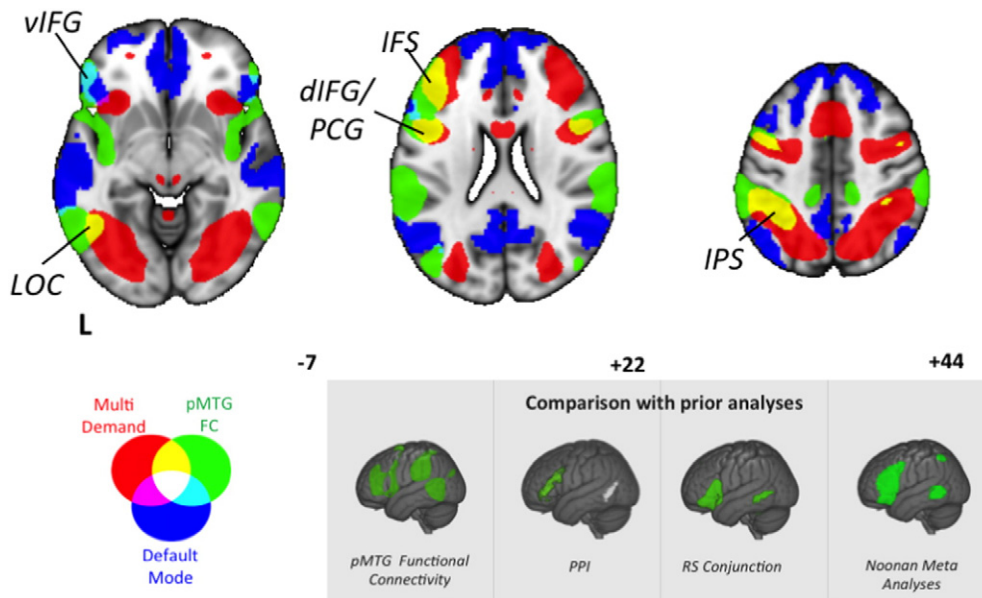 vIFG
IFS
dIFG/
PCG
LOC
IPS
L
-7
+22
+44
Multi
Demand
pMTG
FC
Default
Mode
Comparison with prior analyses
pMTG Functional
Connectivity
PPI
RS Conjunction
Noonan Meta
Analyses